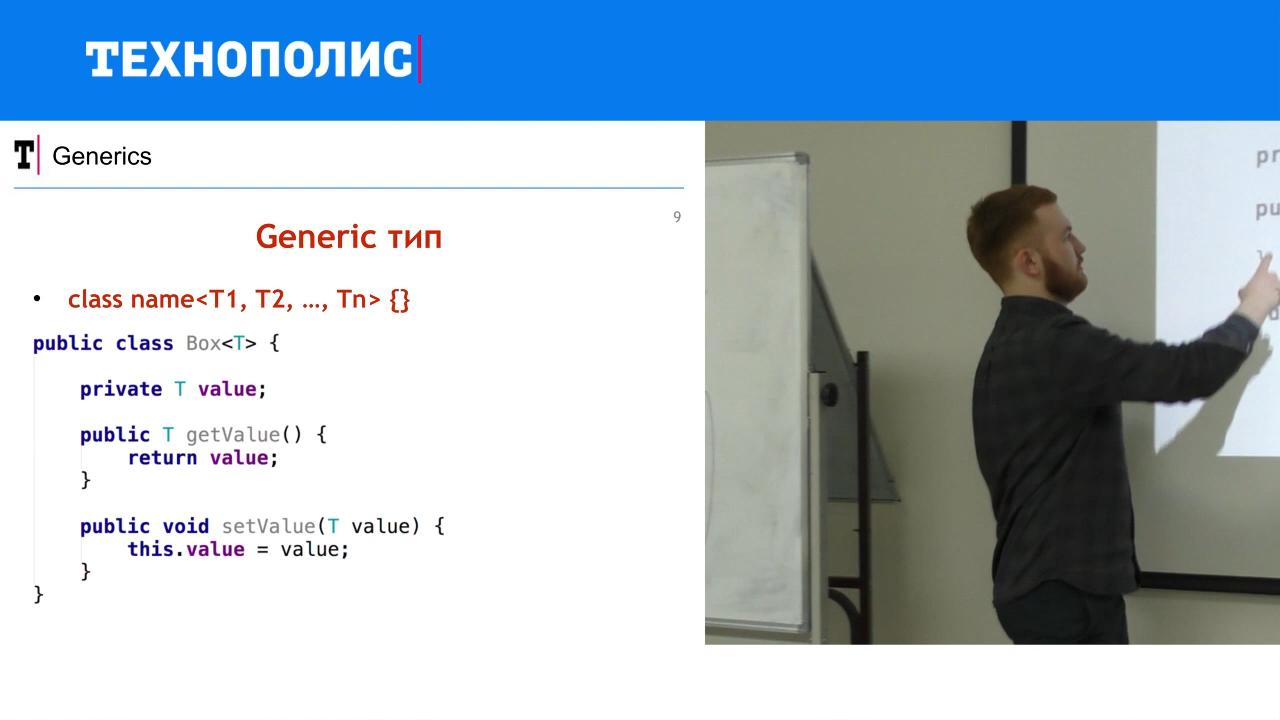 ТЕХНОПОЛИС
T Generics
9
Generic тип
• class name<T1, T2, ..., Tn> {}
public class Box<T> {
private T value;
public T getValue() {
return value;
}
public void setValue(T value) {
this.value = value;
}
}
pr
pu